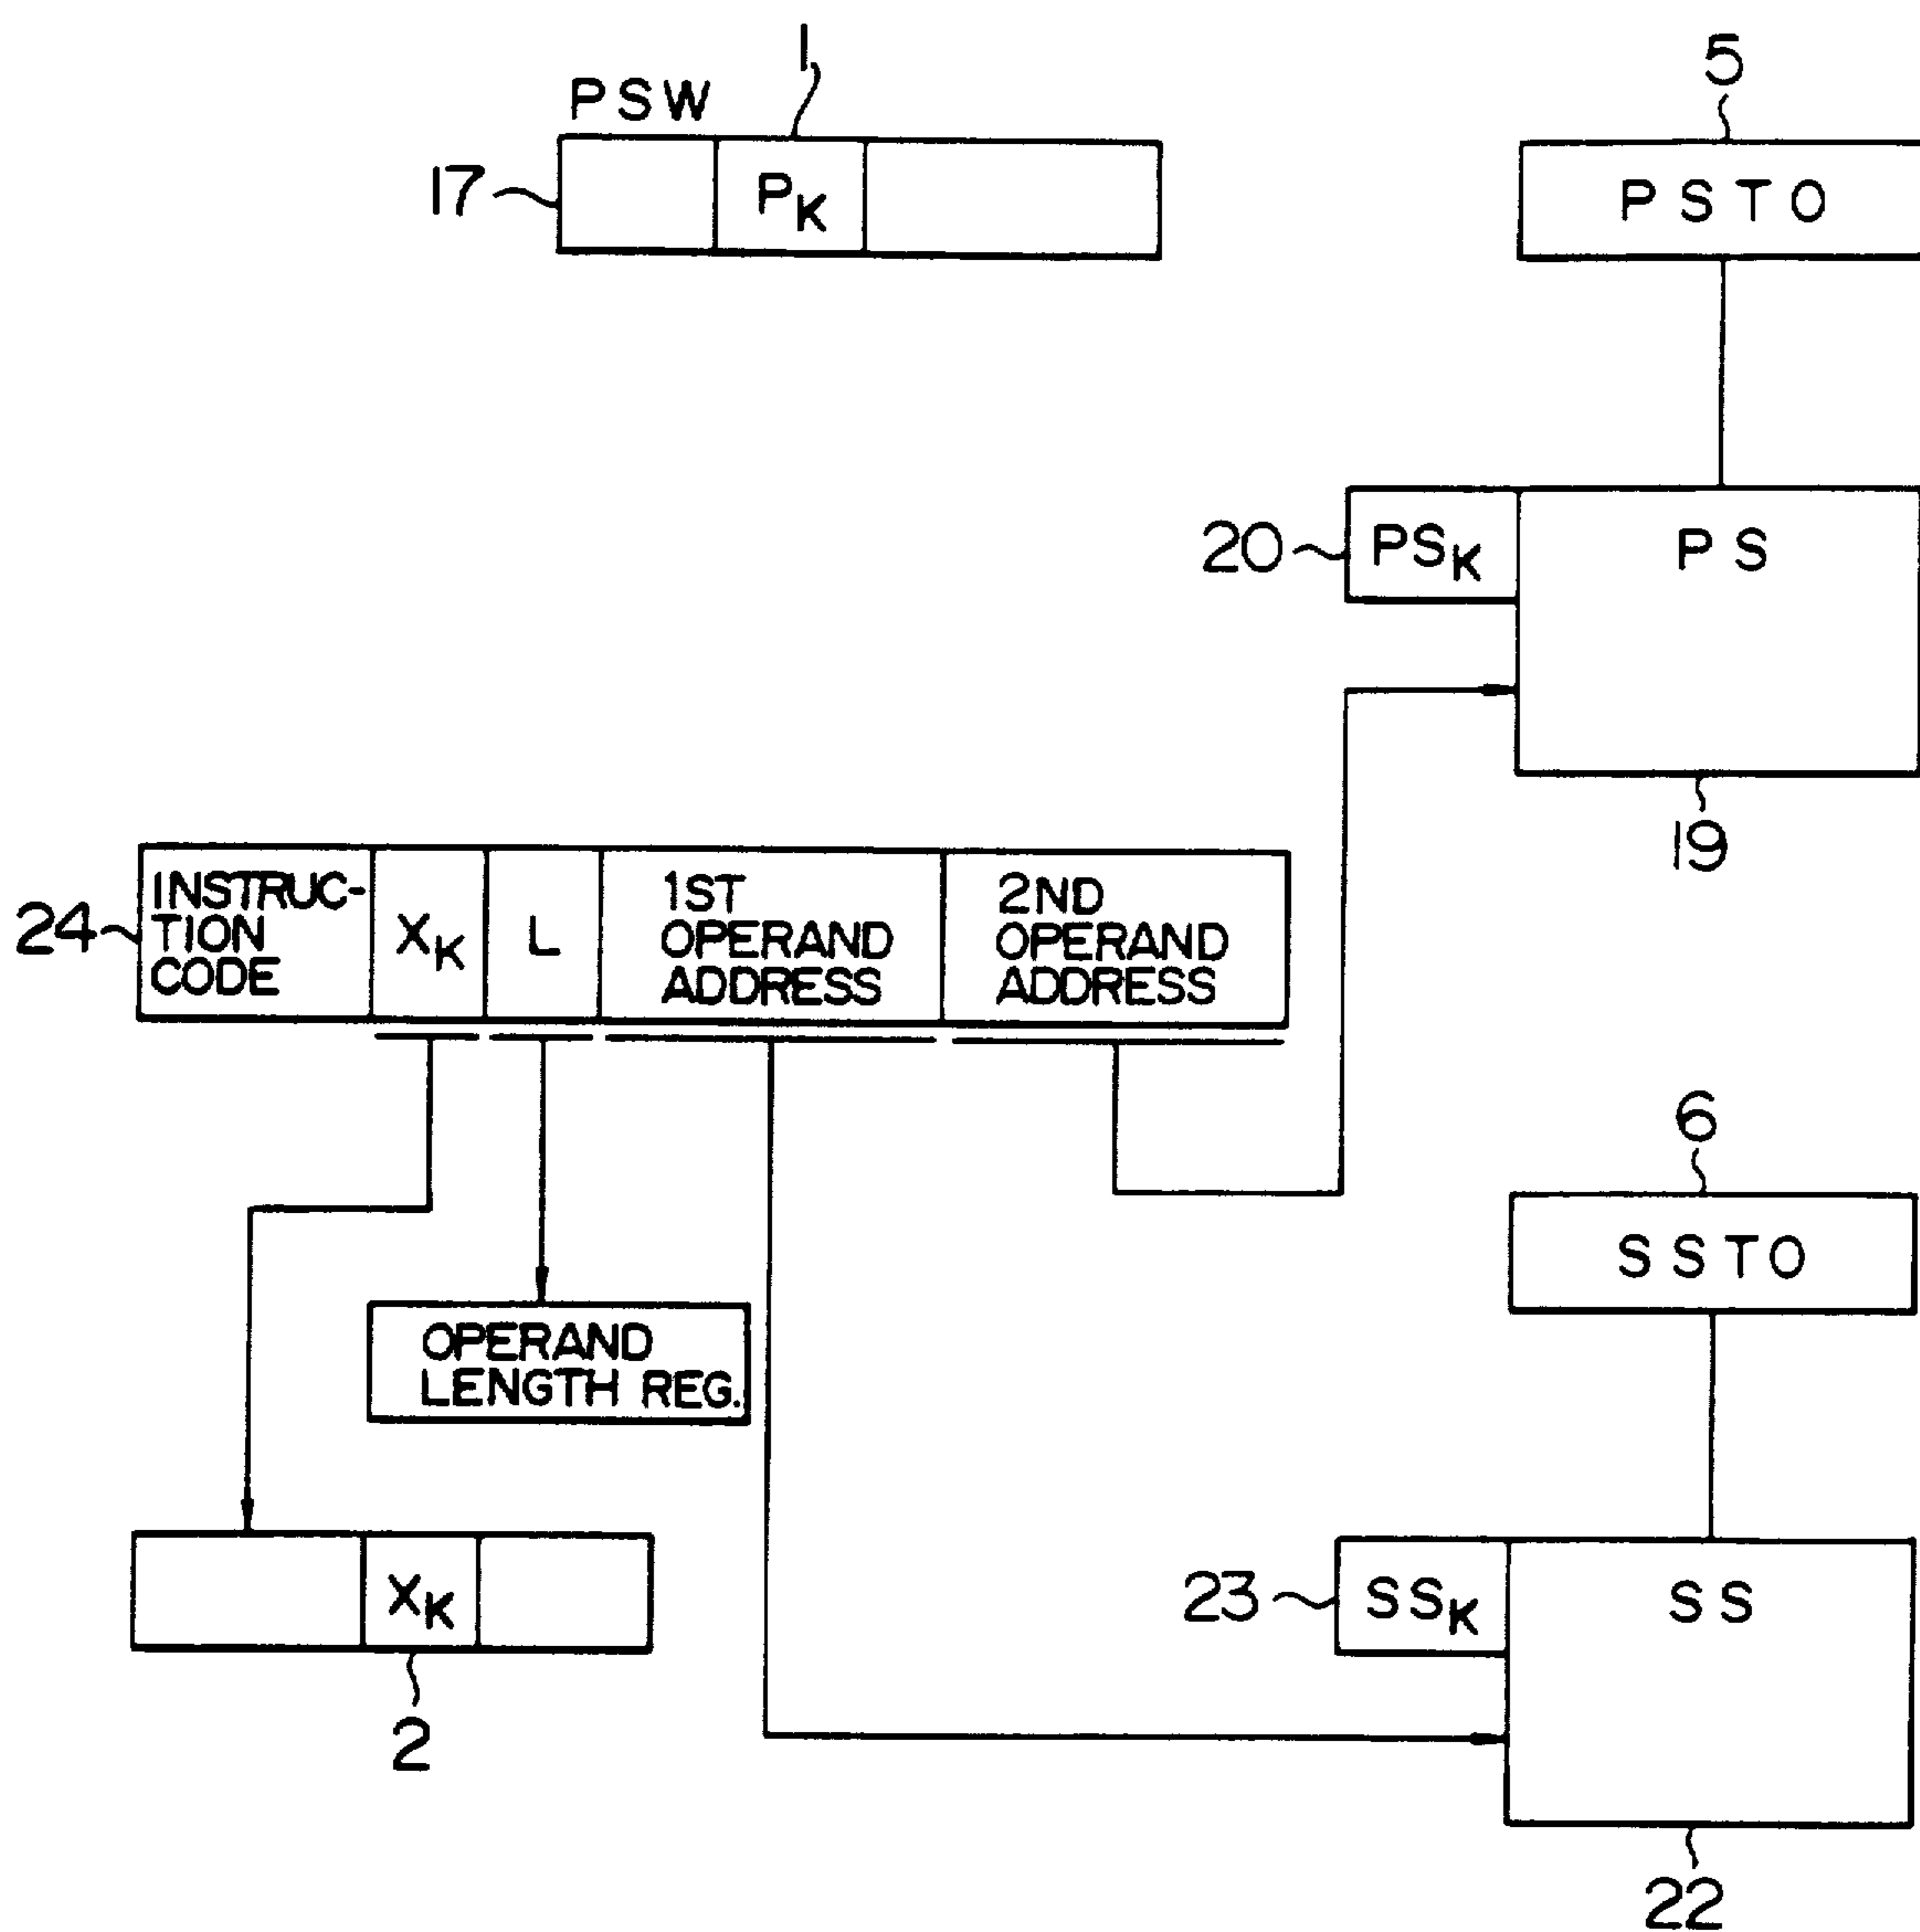 1
PSW
17
PK
5
PSTO
20
PSK
PS
19
24
INSTRUC-
TION
CODE
XK
L
1ST
OPERAND
ADDRESS
2ND
OPERAND
ADDRESS
6
SSTO
OPERAND
LENGTH REG.
XK
2
23
SSK
SS
22